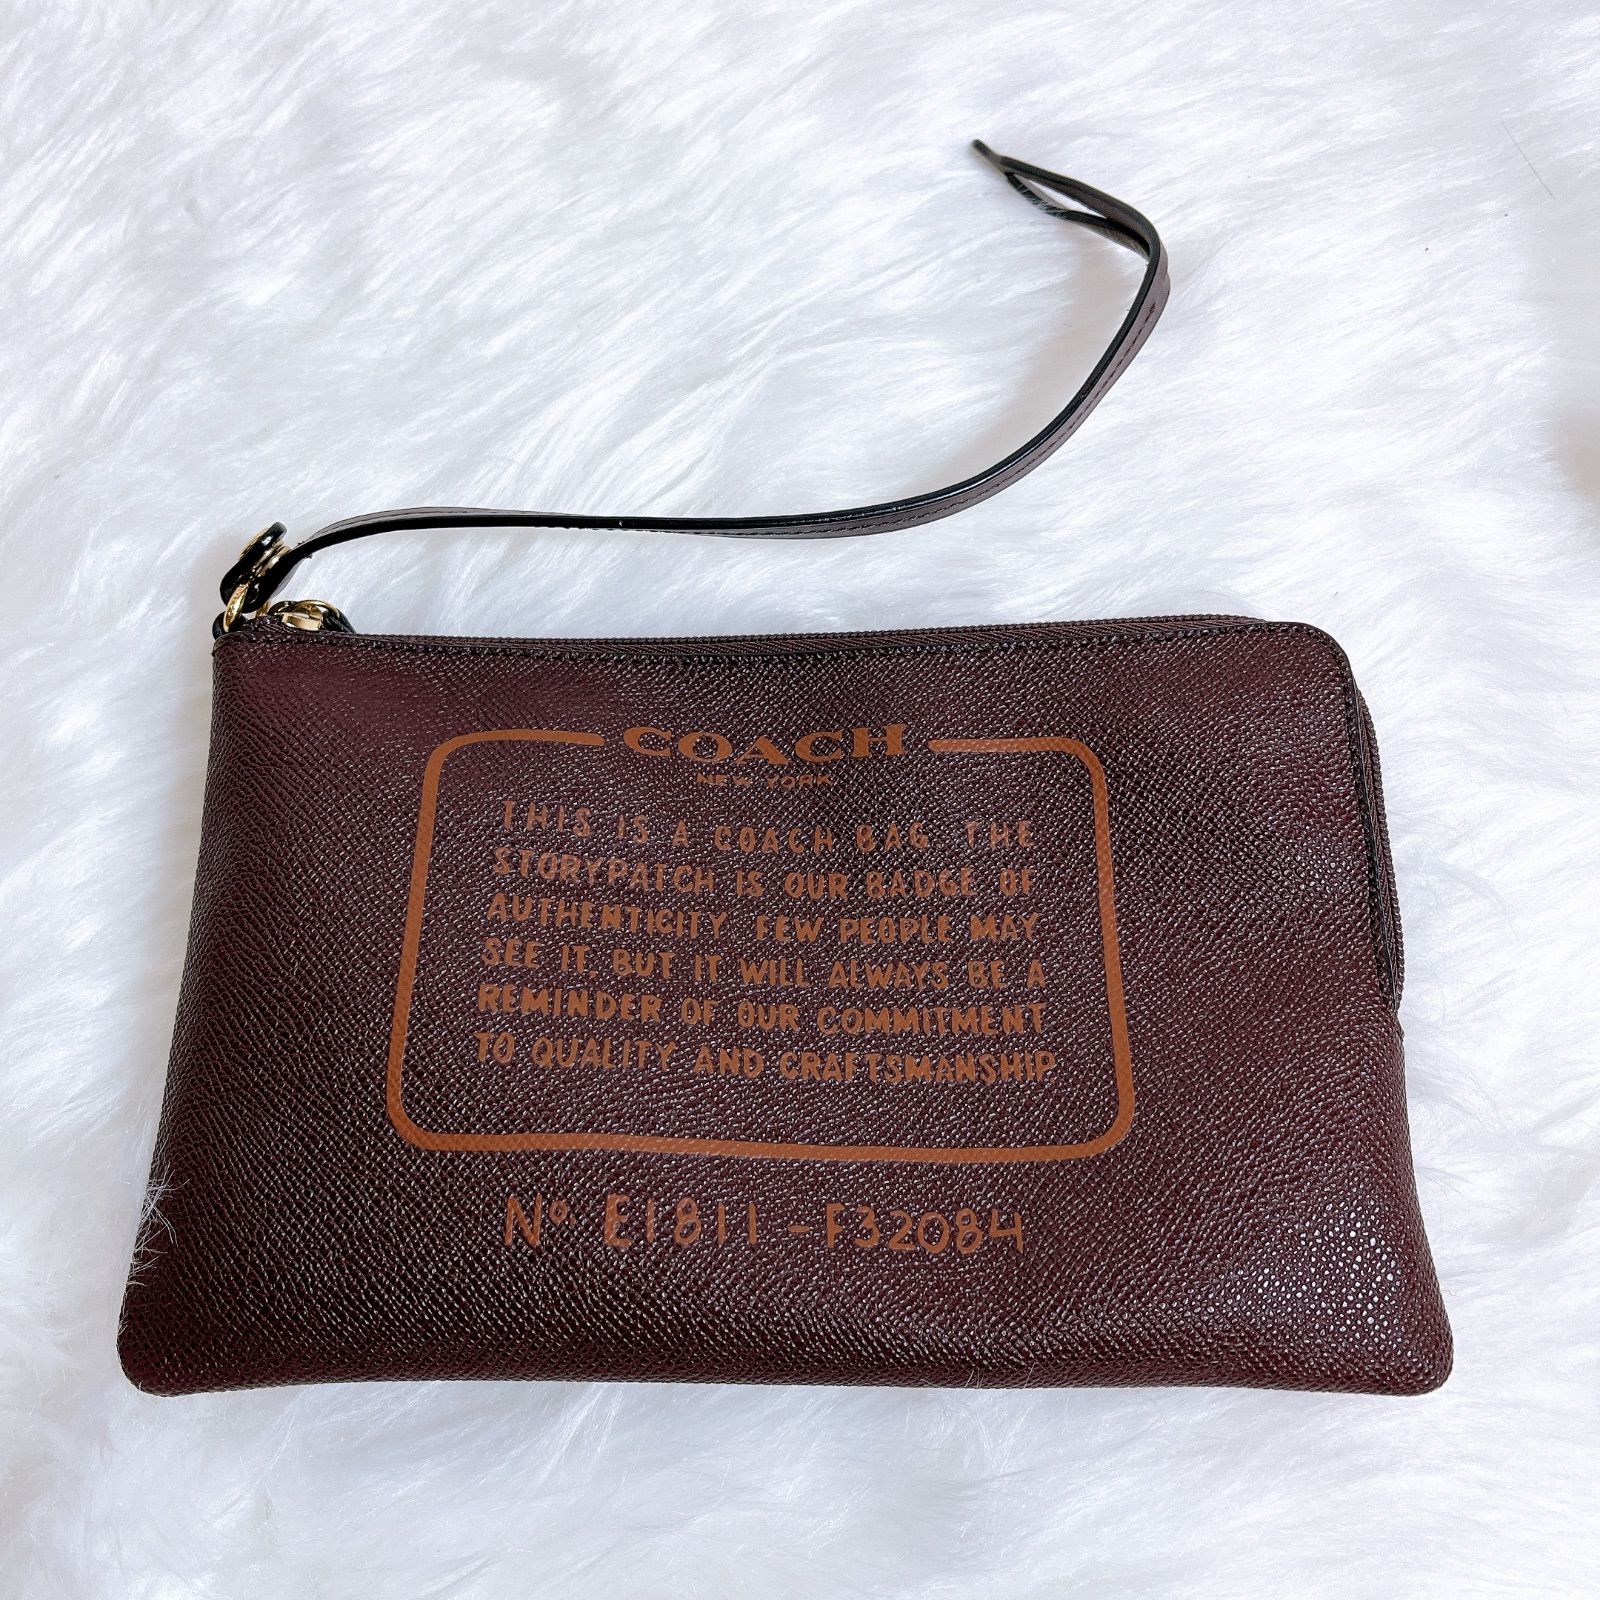 COACH
NEW YORK
THIS IS A COACH BAG. THE
STORYPATCH IS OUR BADGE OF
AUTHENTICITY. FEW PEOPLE MAY
SEE IT, BUT IT WILL ALWAYS BE A
REMINDER OF OUR COMMITMENT
TO QUALITY AND CRAFTSMANSHIP.
No. E1811-F32084